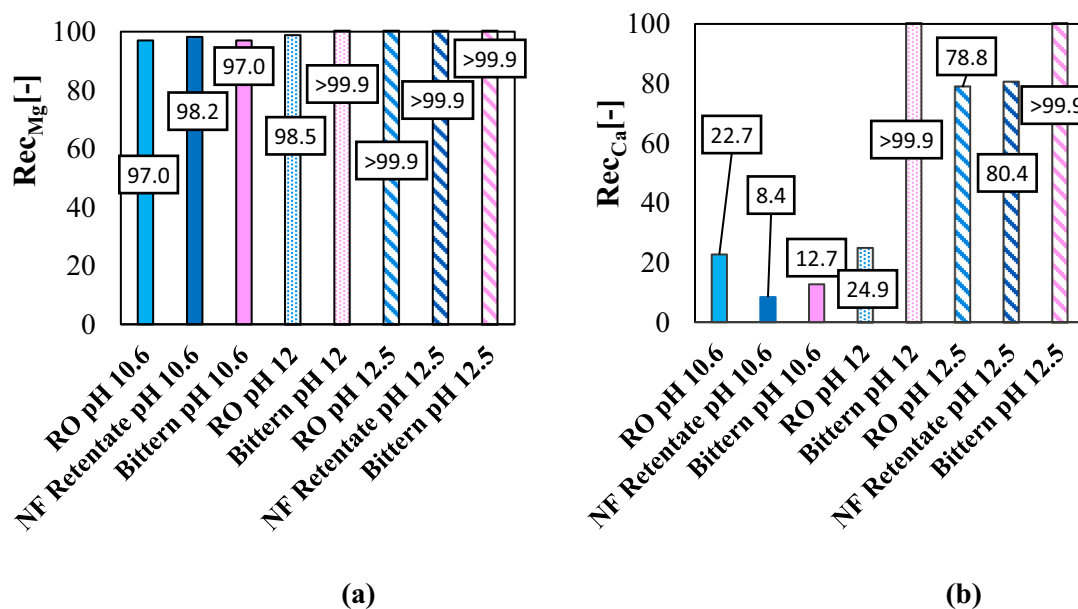 Rec_Mg[-]
100
80
60
40
20
0
97.0
98.2
97.0
98.5
>99.9
>99.9
>99.9
>99.9
RO pH 10.6
NF Retentate pH 10.6
Bittern pH 10.6
RO pH 12
Bittern pH 12
RO pH 12.5
NF Retentate pH 12.5
Bittern pH 12.5
(a)
Rec_Ca[-]
100
80
60
40
20
0
22.7
8.4
12.7
24.9
>99.9
78.8
80.4
>99.9
RO pH 10.6
NF Retentate pH 10.6
Bittern pH 10.6
RO pH 12
Bittern pH 12
RO pH 12.5
NF Retentate pH 12.5
Bittern pH 12.5
(b)